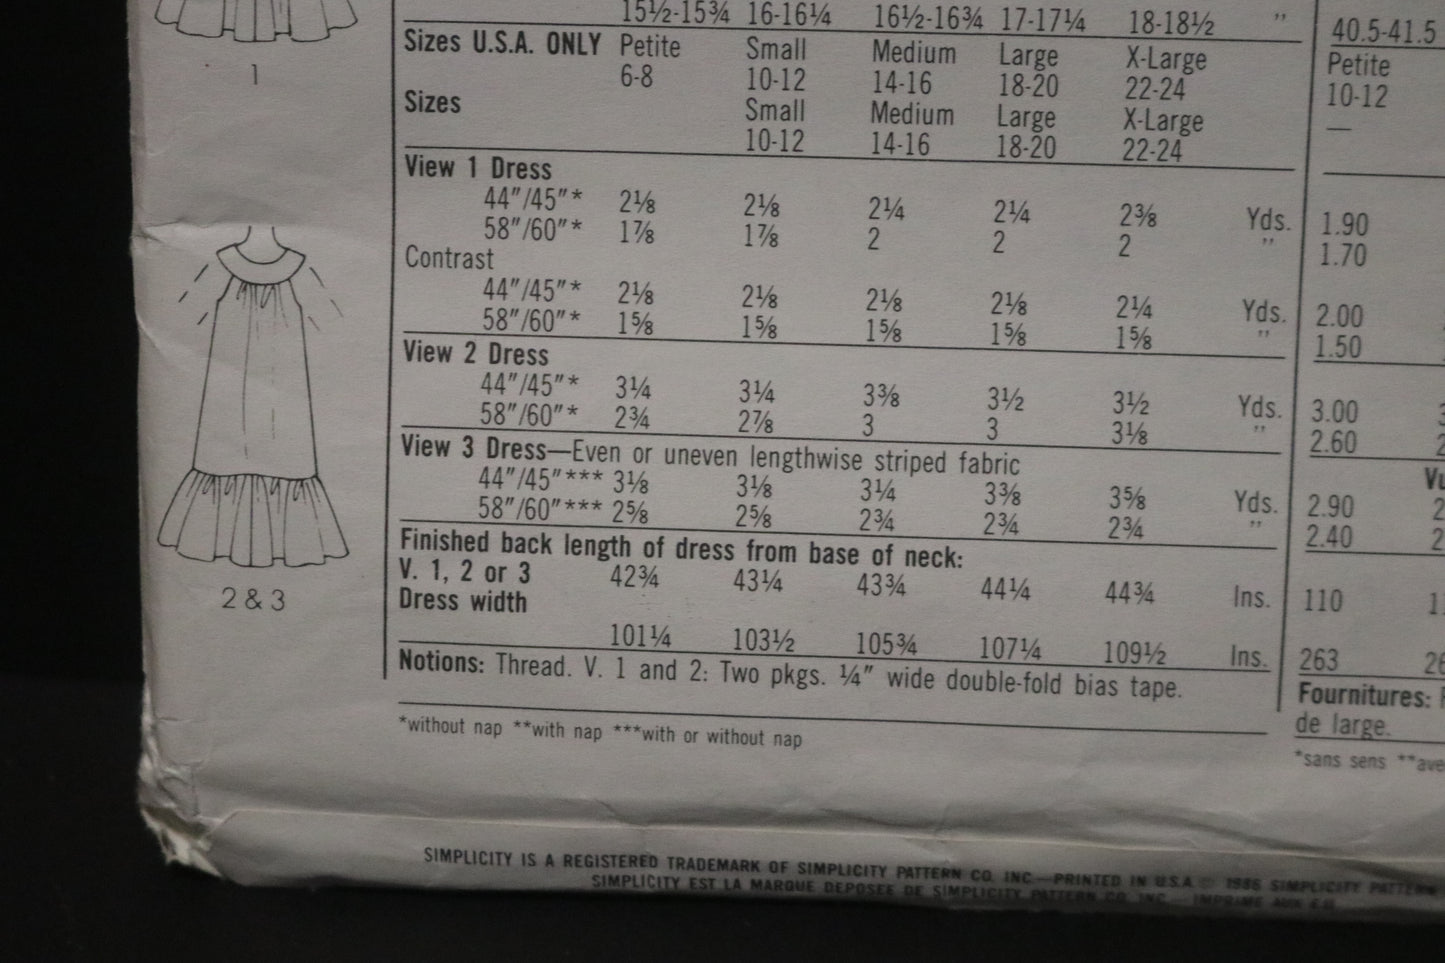 15½-15¾ 16-16¼ 16½-16¾ 17-17¼ 18-18½ "
Sizes U.S.A. ONLY Petite Small Medium Large X-Large
6-8 10-12 14-16 18-20 22-24
Sizes Small Medium Large X-Large
10-12 14-16 18-20 22-24
View 1 Dress
44"/45"* 2⅛ 2⅛ 2¼ 2¼ 2⅜ Yds.
58"/60"* 1⅞ 1⅞ 2 2 2 "
Contrast
44"/45"* 2⅛ 2⅛ 2⅛ 2⅛ 2¼ Yds.
58"/60"* 1⅝ 1⅝ 1⅝ 1⅝ 1⅝ "
View 2 Dress
44"/45"* 3¼ 3¼ 3⅜ 3½ 3½ Yds.
58"/60"* 2¾ 2⅞ 3 3 3⅛ "
View 3 Dress—Even or uneven lengthwise striped fabric
44"/45"*** 3⅛ 3⅛ 3¼ 3⅜ 3⅝ Yds.
58"/60"*** 2⅝ 2⅝ 2¾ 2¾ 2¾ "
Finished back length of dress from base of neck:
V. 1, 2 or 3 42¾ 43¼ 43¾ 44¼ 44¾ Ins.
Dress width
101¼ 103½ 105¾ 107¼ 109½ Ins.
Notions: Thread. V. 1 and 2: Two pkgs. ¼" wide double-fold bias tape.
*without nap **with nap ***with or without nap
40.5-41.5
Petite
10-12
—
1.90
1.70
2.00
1.50
3.00
2.60
2.90
2.40
110
263
Fournitures:
de large.
*sans sens
1
2 & 3
SIMPLICITY IS A REGISTERED TRADEMARK OF SIMPLICITY PATTERN CO. INC.—PRINTED IN U.S.A. © 1986 SIMPLICITY PATTERN
SIMPLICITY EST LA MARQUE DEPOSEE DE SIMPLICITY PATTERN CO. INC.—IMPRIME AUX E.U.